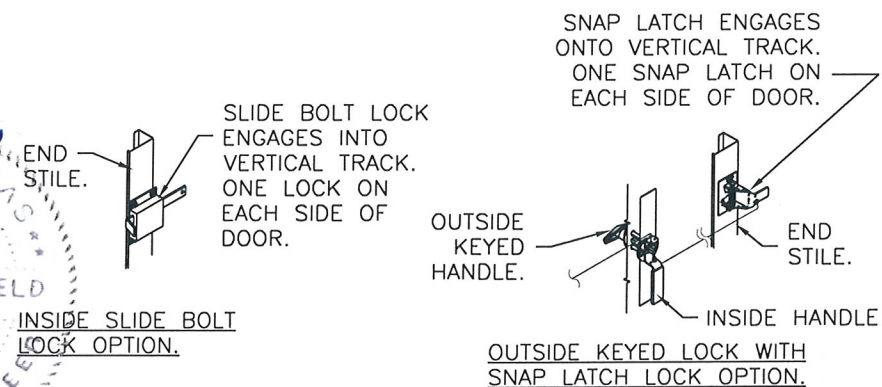 SNAP LATCH ENGAGES
ONTO VERTICAL TRACK.
ONE SNAP LATCH ON
EACH SIDE OF DOOR.
SLIDE BOLT LOCK
ENGAGES INTO
VERTICAL TRACK.
ONE LOCK ON
EACH SIDE OF
DOOR.
END
STILE.
OUTSIDE
KEYED
HANDLE.
END
STILE.
INSIDE HANDLE
INSIDE SLIDE BOLT
LOCK OPTION.
OUTSIDE KEYED LOCK WITH
SNAP LATCH LOCK OPTION.